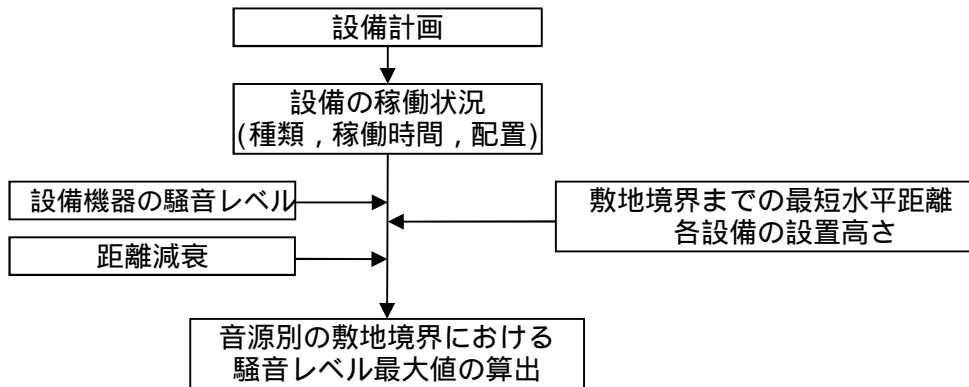 設備計画
設備の稼働状況
(種類，稼働時間，配置)
設備機器の騒音レベル
敷地境界までの最短水平距離
各設備の設置高さ
距離減衰
音源別の敷地境界における
騒音レベル最大値の算出